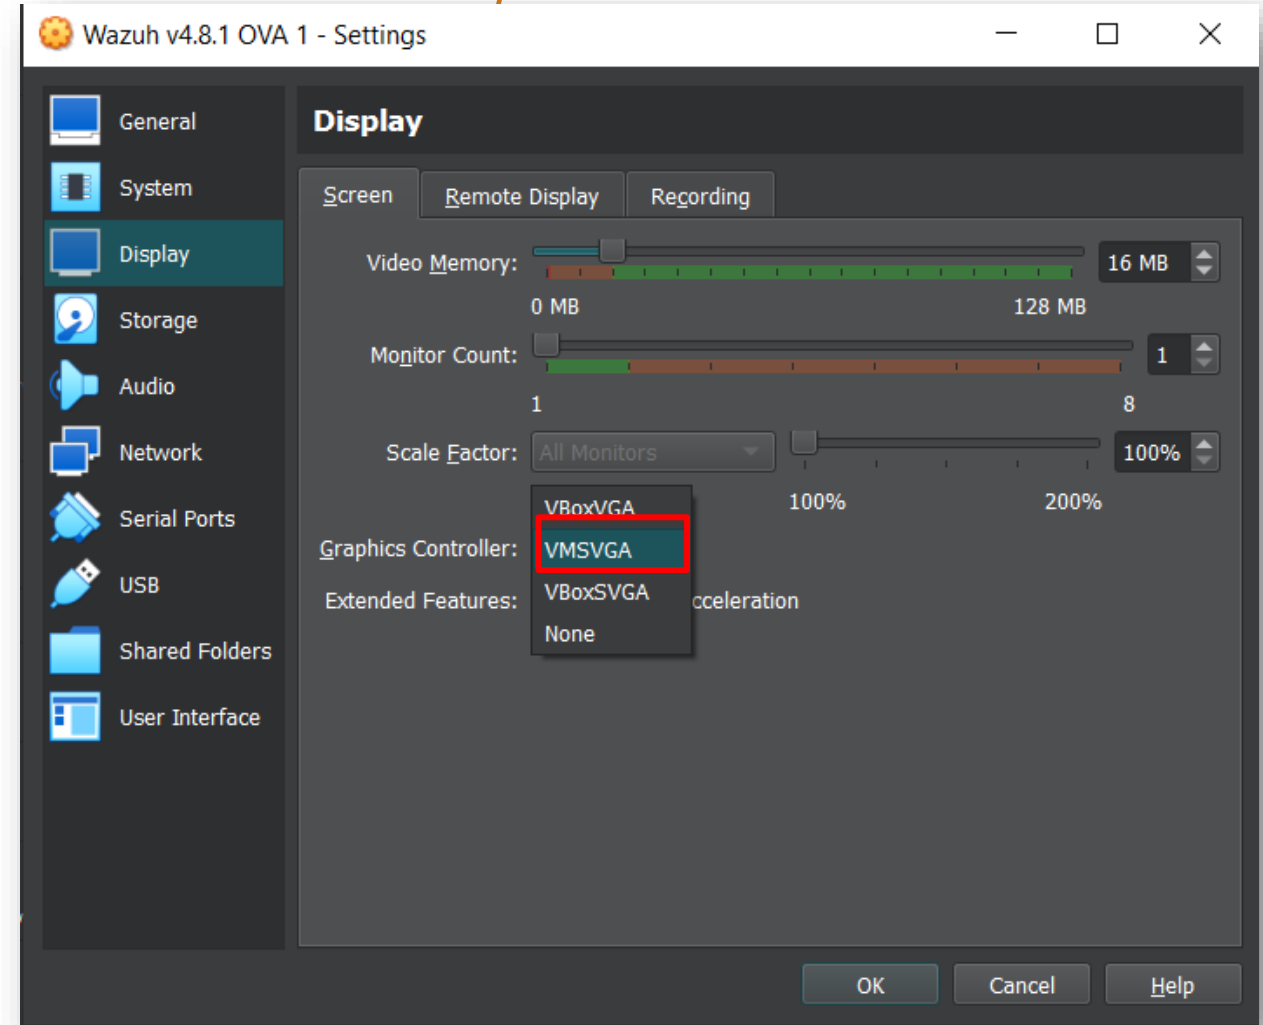 Wazuh v4.8.1 OVA 1 - Settings
General
System
Display
Storage
Audio
Network
Serial Ports
USB
Shared Folders
User Interface
Display
Screen
Remote Display
Recording
Video Memory:
16 MB
0 MB
128 MB
Monitor Count:
1
1
8
Scale Factor:
All Monitors
100%
100%
200%
Graphics Controller:
VBoxVGA
VMSVGA
VBoxSVGA
None
Extended Features:
cceleration
OK
Cancel
Help